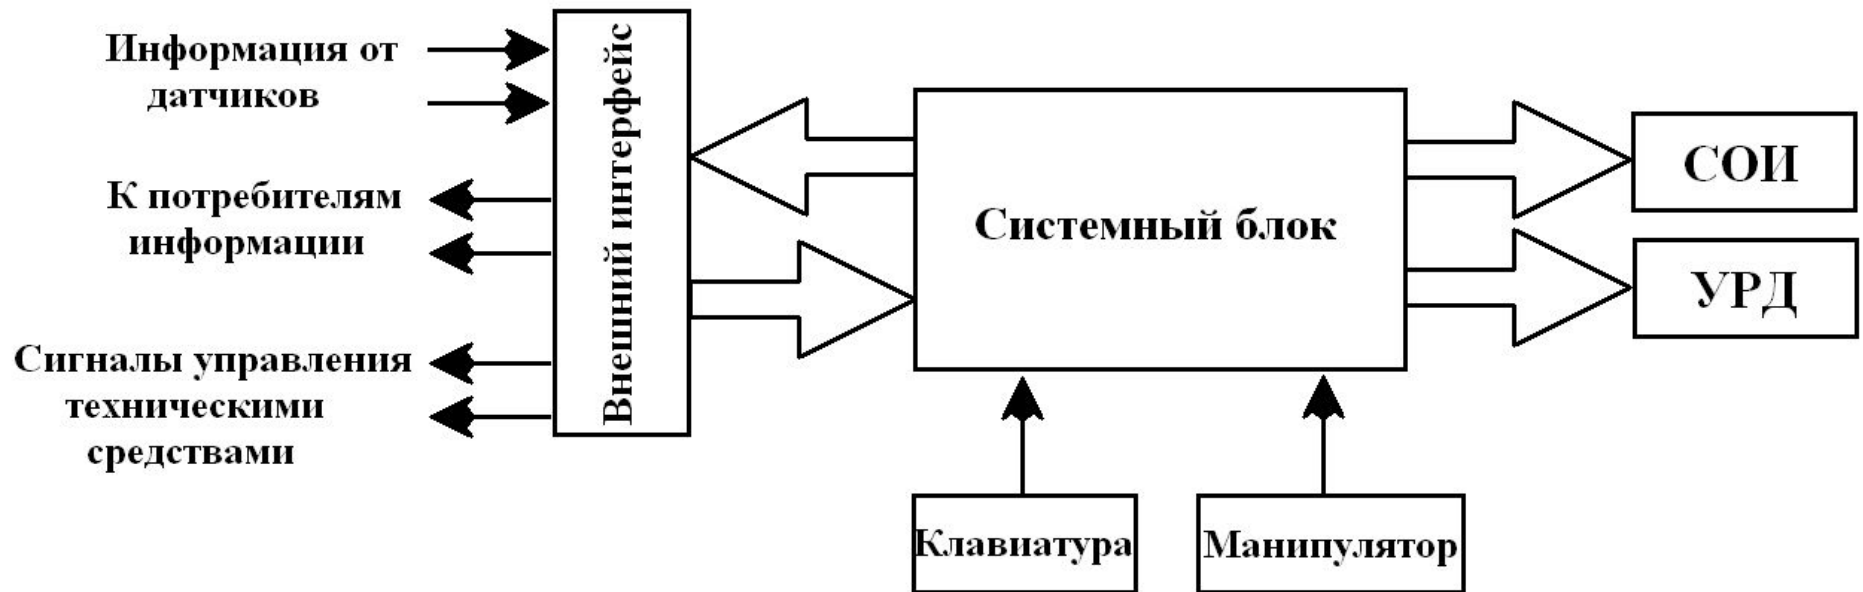 Информация от
датчиков
К потребителям
информации
Сигналы управления
техническими
средствами
Внешний интерфейс
Системный блок
СОИ
УРД
Клавиатура
Манипулятор